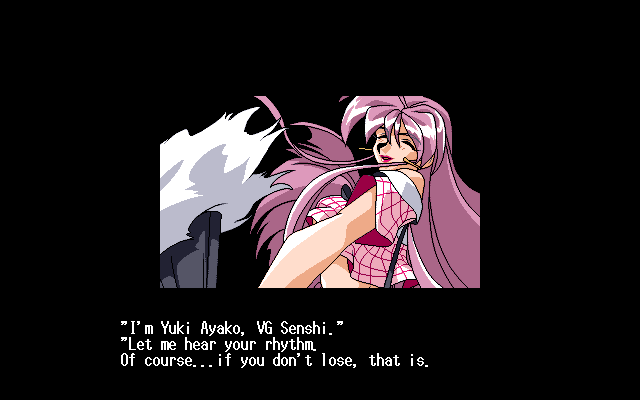 "I'm Yuki Ayako, VG Senshi."
"Let me hear your rhythm.
Of course...if you don't lose, that is.